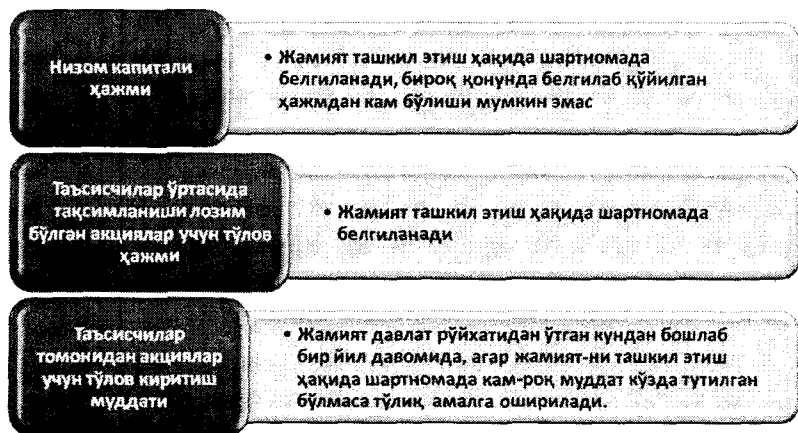 Низом капитали
ҳажми
• Жамият ташкил этиш ҳақида шартномада
белгиланади, бироқ қонунда белгилаб қўйилган
ҳажмдан кам бўлиши мумкин эмас
Таъсисчилар ўртасида
тақсимланиши лозим
бўлган акциялар учун тўлов
ҳажми
• Жамият ташкил этиш ҳақида шартномада
белгиланади
Таъсисчилар
томонидан акциялар
учун тўлов киритиш
муддати
• Жамият давлат рўйхатидан ўтган кундан бошлаб
бир йил давомида, агар жамият-ни ташкил этиш
ҳақида шартномада кам-роқ муддат кўзда тутилган
бўлмаса тўлиқ амалга оширилади.